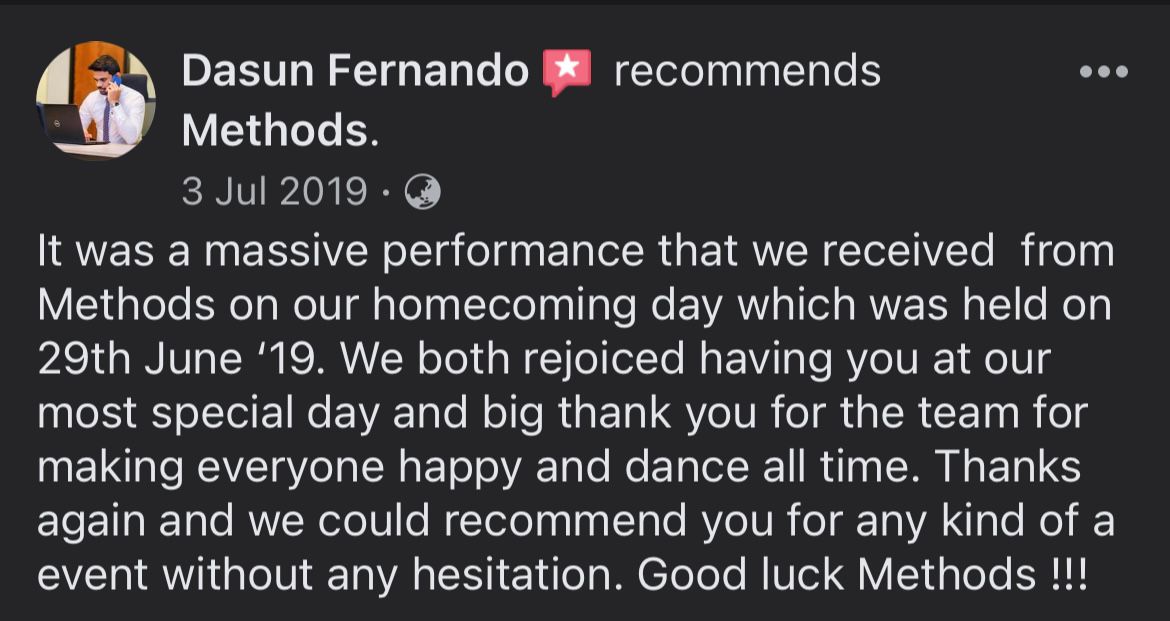 Dasun Fernando recommends
Methods.
3 Jul 2019 ·
It was a massive performance that we received  from
Methods on our homecoming day which was held on
29th June ‘19. We both rejoiced having you at our
most special day and big thank you for the team for
making everyone happy and dance all time. Thanks
again and we could recommend you for any kind of a
event without any hesitation. Good luck Methods !!!